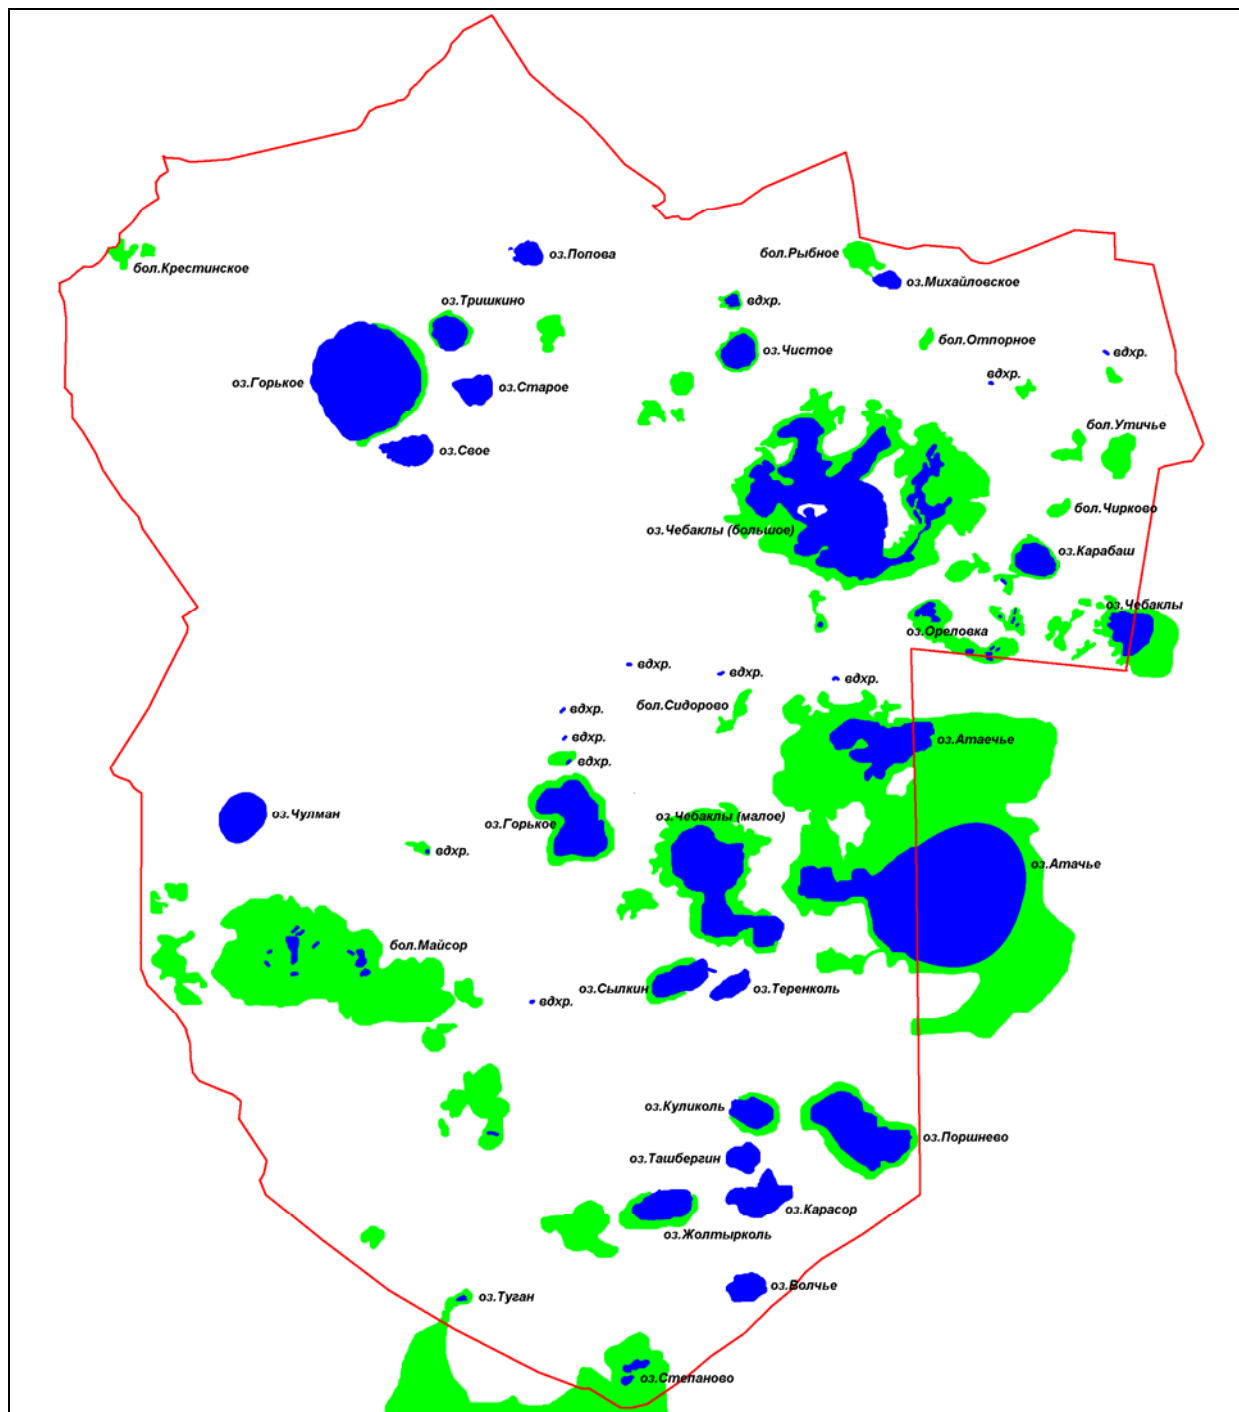 оз.Попова
бол.Рыбное
бол.Крестинское
оз.Михайловское
оз.Тришкино
вдхр.
бол.Отпорное
оз.Чистое
вдхр.
вдхр.
оз.Горькое
оз.Старое
бол.Утичье
оз.Свое
бол.Чирково
оз.Чебаклы (большое)
оз.Карабаш
оз.Чебаклы
оз.Ореловка
вдхр.
вдхр.
вдхр.
бол.Сидорово
вдхр.
вдхр.
оз.Атаечье
вдхр.
оз.Чулман
оз.Чебаклы (малое)
оз.Горькое
вдхр.
оз.Атачье
бол.Майсор
оз.Сылкин
оз.Теренколь
вдхр.
оз.Куликоль
оз.Поршнево
оз.Ташбергин
оз.Карасор
оз.Жолтырколь
оз.Волчье
оз.Туган
оз.Степаново